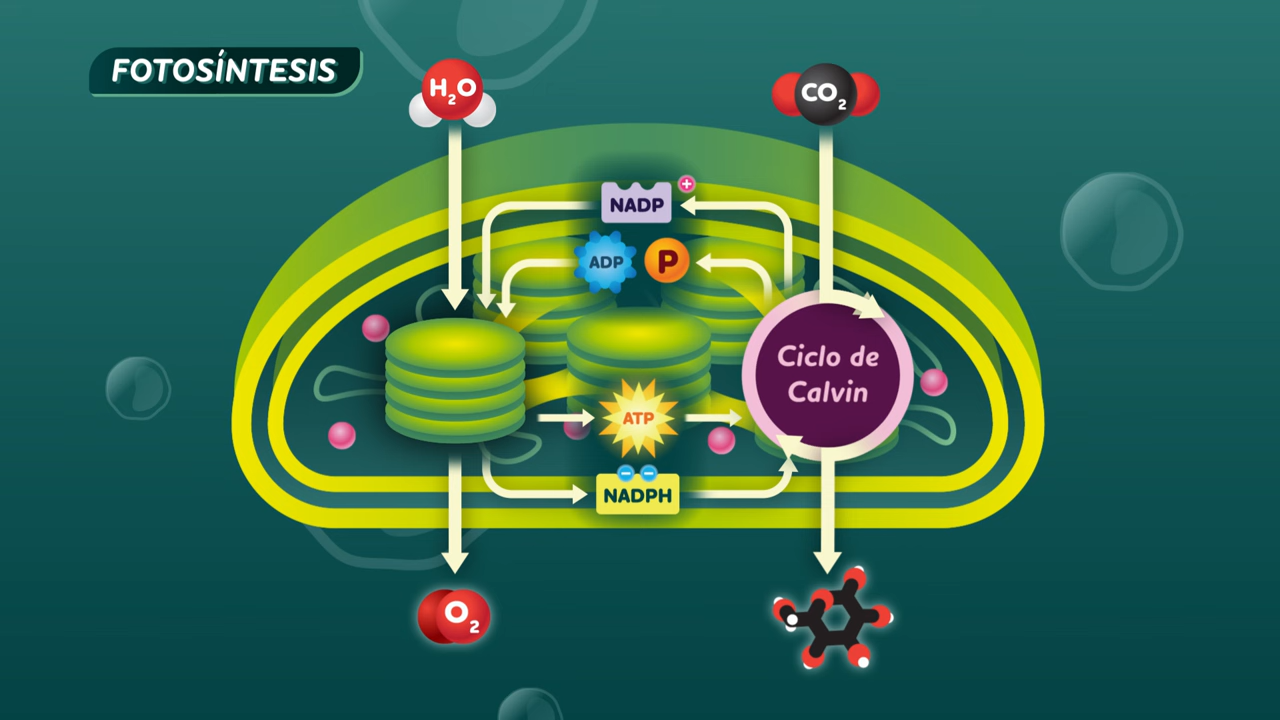 FOTOSÍNTESIS
H₂O
CO₂
NADP +
ADP P
Ciclo de
Calvin
ATP
− −
NADPH
O₂